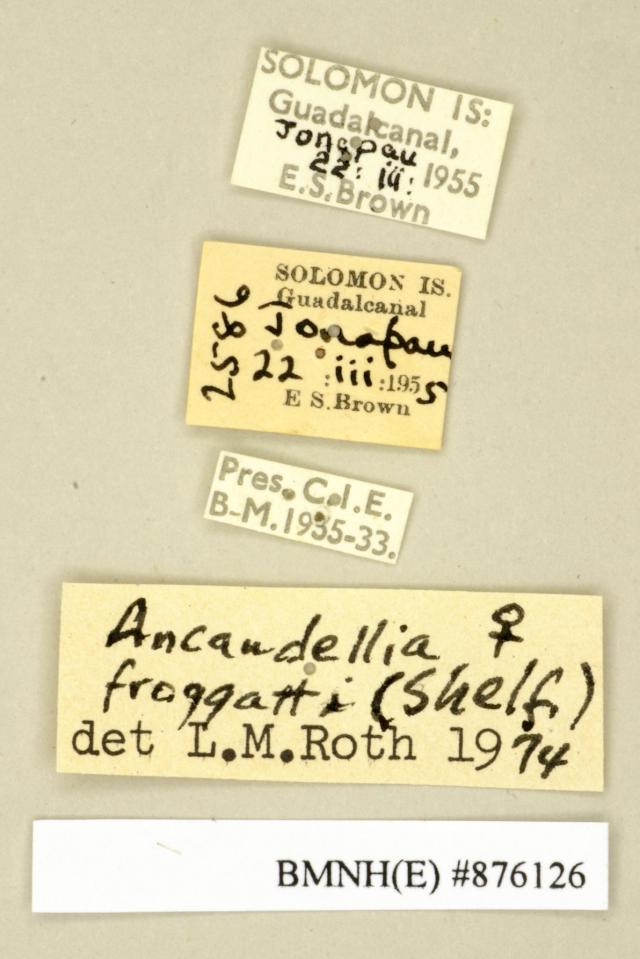 SOLOMON IS:
Guadalcanal,
Jonapau
22: iii: 1955
E.S.Brown
SOLOMON IS.
Guadalcanal
Jonapau
22 :iii :1955
E S.Brown
2586
Pres. C.I.E.
B-M.1955-33.
Ancaudellia ♀
froggatti (Shelf.)
det L.M.Roth 1974
BMNH(E) #876126